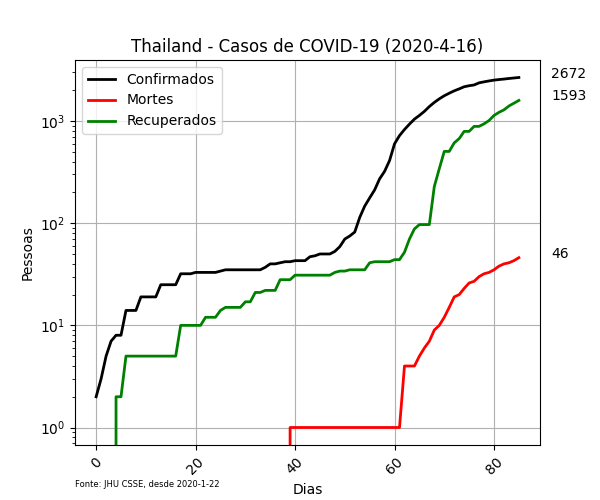 Thailand - Casos de COVID-19 (2020-4-16)
Confirmados
Mortes
Recuperados
2672
1593
46
Pessoas
10³
10²
10¹
10⁰
0
20
40
60
80
Dias
Fonte: JHU CSSE, desde 2020-1-22